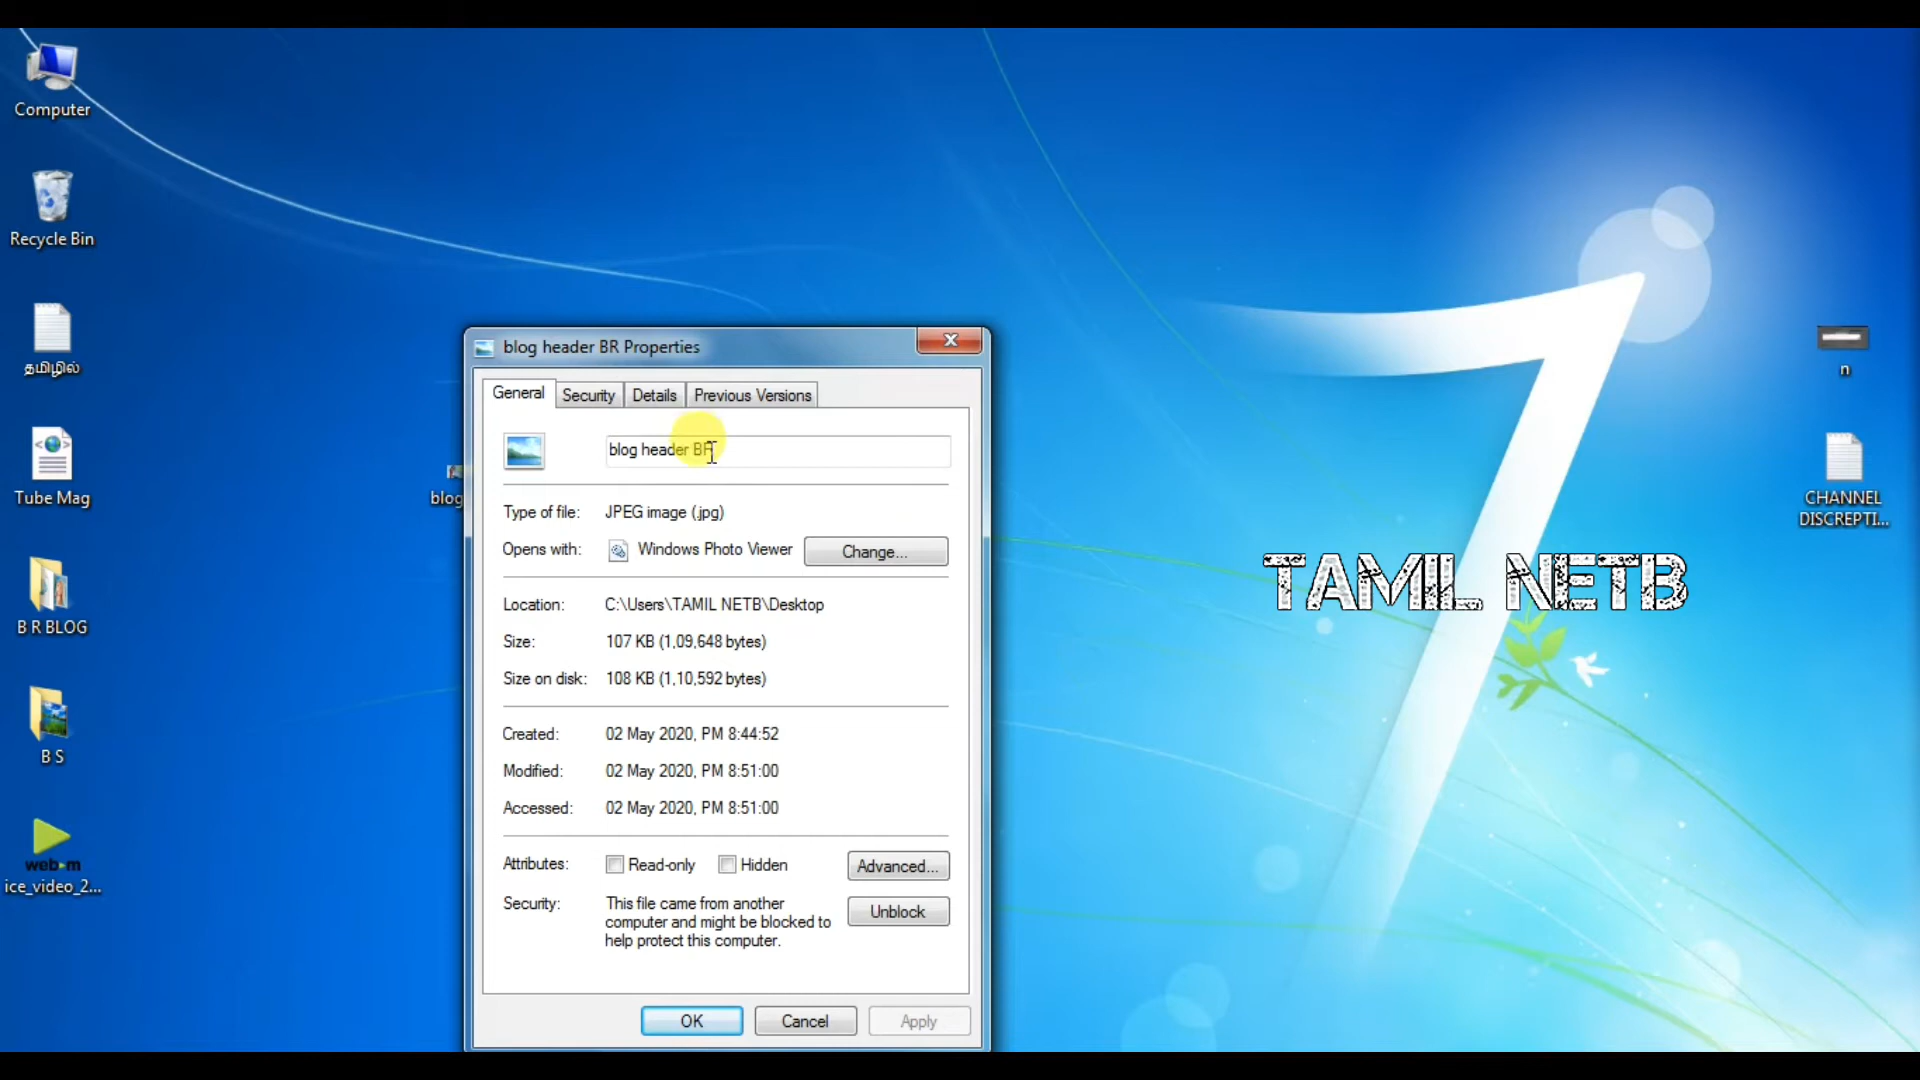 Computer
Recycle Bin
தமிழில்
Tube Mag
B R BLOG
B S
web-m
ice_video_2...
blog
blog header BR Properties
General
Security
Details
Previous Versions
blog header BR
Type of file:
JPEG image (.jpg)
Opens with:
Windows Photo Viewer
Change...
Location:
C:\Users\TAMIL NETB\Desktop
Size:
107 KB (1,09,648 bytes)
Size on disk:
108 KB (1,10,592 bytes)
Created:
02 May 2020, PM 8:44:52
Modified:
02 May 2020, PM 8:51:00
Accessed:
02 May 2020, PM 8:51:00
Attributes:
Read-only
Hidden
Advanced...
Security:
This file came from another
computer and might be blocked to
help protect this computer.
Unblock
OK
Cancel
Apply
7
TAMIL NETB
n
CHANNEL
DISCREPTI...